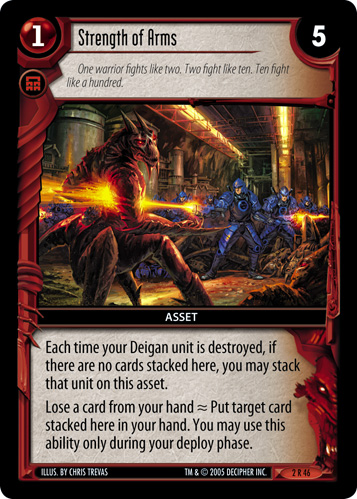 1
Strength of Arms
5
One warrior fights like two. Two fight like ten. Ten fight
like a hundred.
ASSET
Each time your Deigan unit is destroyed, if
there are no cards stacked here, you may stack
that unit on this asset.
Lose a card from your hand ≈ Put target card
stacked here in your hand. You may use this
ability only during your deploy phase.
ILLUS. BY CHRIS TREVAS
TM & © 2005 DECIPHER INC.
2 R 46